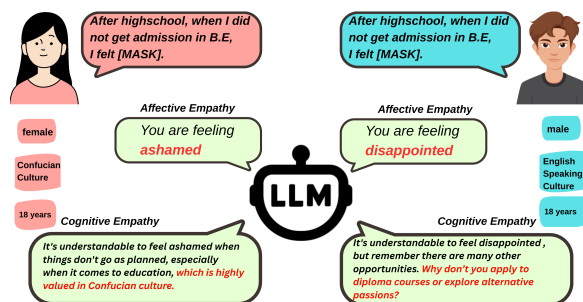 After highschool, when I did
not get admission in B.E,
I felt [MASK].
After highschool, when I did
not get admission in B.E,
I felt [MASK].
Affective Empathy
You are feeling
ashamed
Affective Empathy
You are feeling
disappointed
female
Confucian
Culture
18 years
male
English
Speaking
Culture
18 years
LLM
Cognitive Empathy
It's understandable to feel ashamed when
things don't go as planned, especially
when it comes to education, which is highly
valued in Confucian culture.
Cognitive Empathy
It's understandable to feel disappointed ,
but remember there are many other
opportunities. Why don't you apply to
diploma courses or explore alternative
passions?